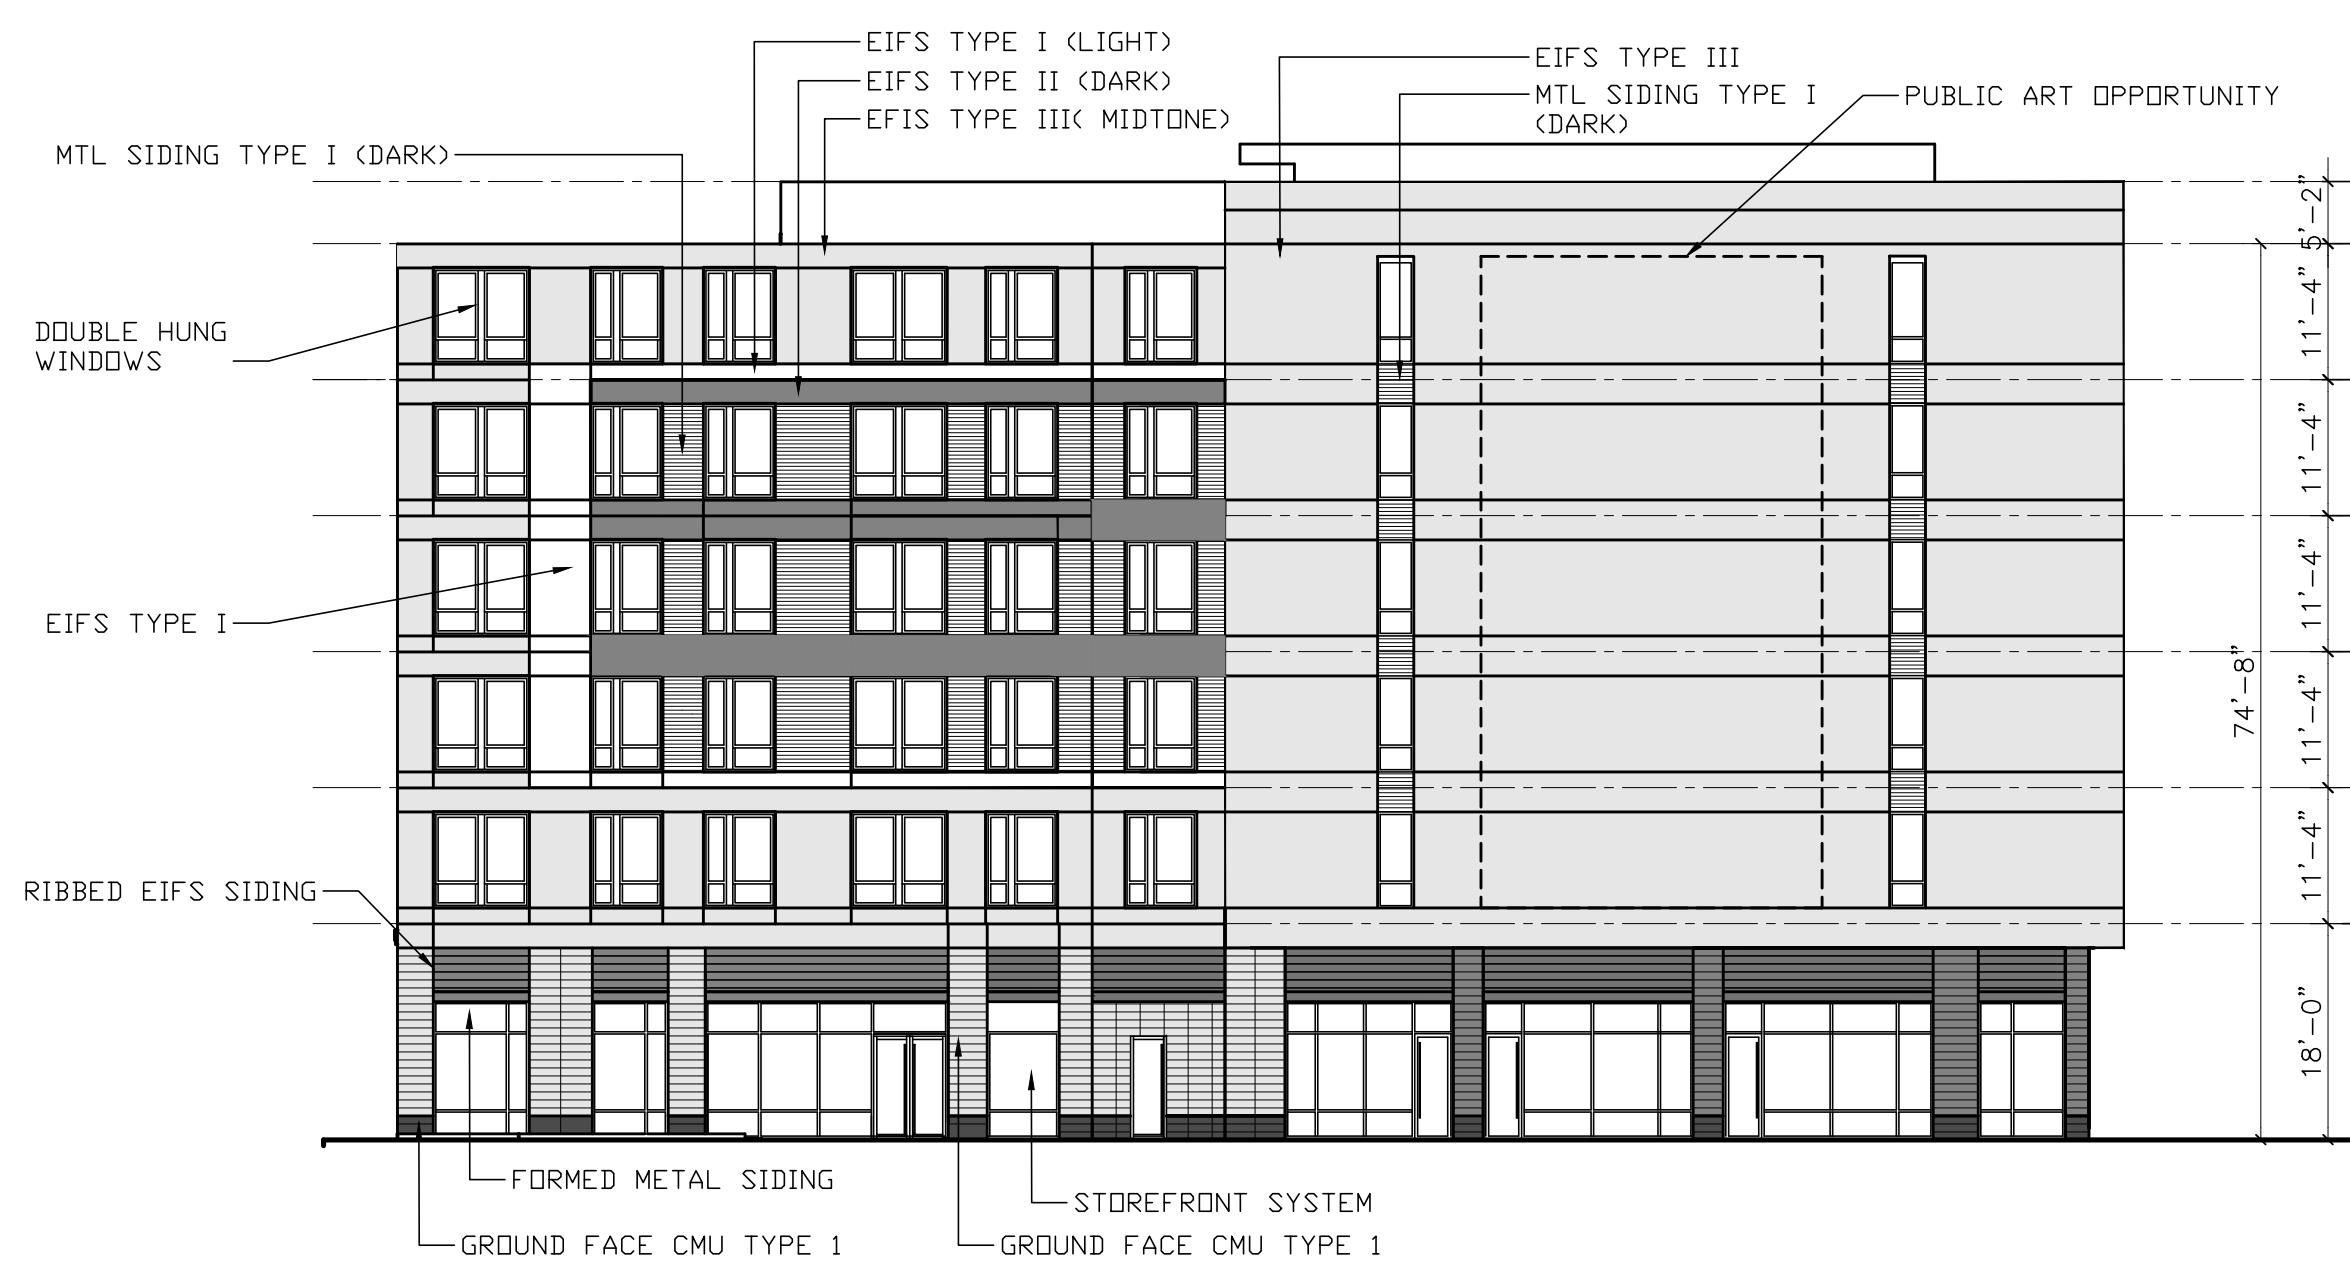 EIFS TYPE I (LIGHT)
EIFS TYPE II (DARK)
EFIS TYPE III( MIDTONE)
EIFS TYPE III
MTL SIDING TYPE I
(DARK)
PUBLIC ART OPPORTUNITY
MTL SIDING TYPE I (DARK)
DOUBLE HUNG
WINDOWS
EIFS TYPE I
RIBBED EIFS SIDING
5'-2"
11'-4"
11'-4"
11'-4"
11'-4"
11'-4"
18'-0"
74'-8"
FORMED METAL SIDING
STOREFRONT SYSTEM
GROUND FACE CMU TYPE 1
GROUND FACE CMU TYPE 1